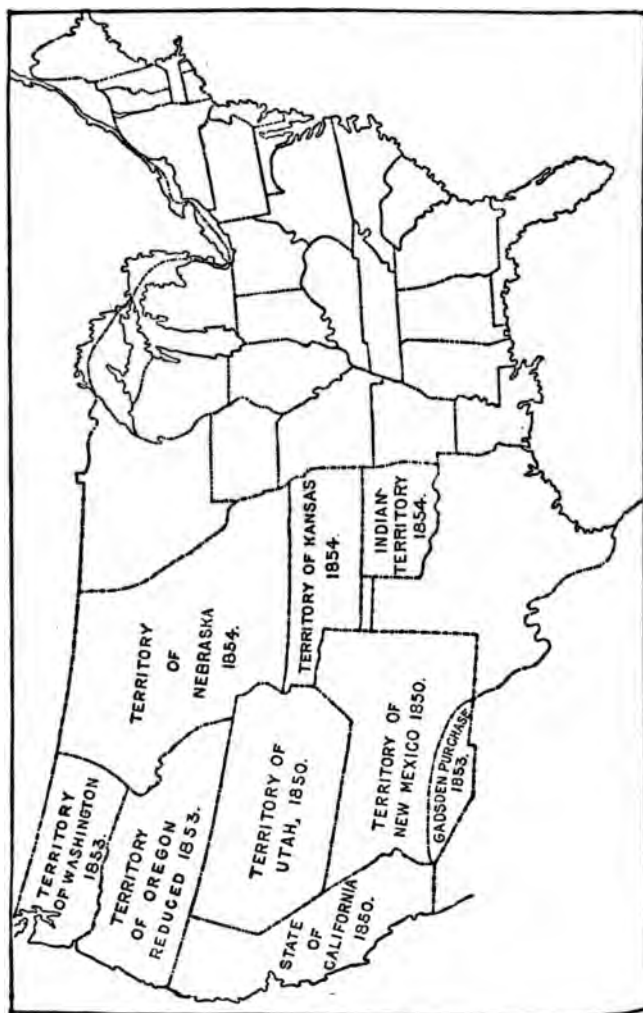 TERRITORY
OF WASHINGTON
1853.
TERRITORY
OF OREGON
REDUCED 1853.
TERRITORY
OF
NEBRASKA
1854.
TERRITORY OF
UTAH, 1850.
STATE
OF
CALIFORNIA
1850.
TERRITORY OF KANSAS
1854.
INDIAN-
TERRITORY
1854.
TERRITORY OF
NEW MEXICO 1850.
GADSDEN PURCHASE
1853.